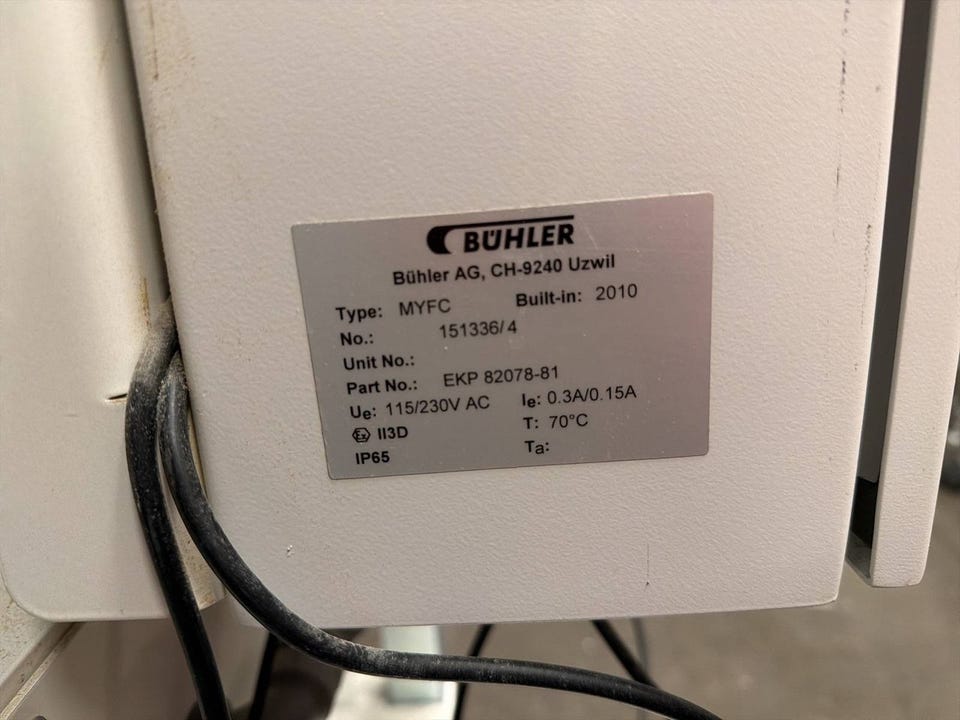 BÜHLER
Bühler AG, CH-9240 Uzwil
Type: MYFC Built-in: 2010
No.: 151336/4
Unit No.:
Part No.: EKP 82078-81
Ue: 115/230V AC Ie: 0.3A/0.15A
Ex II3D T: 70°C
IP65 Ta: